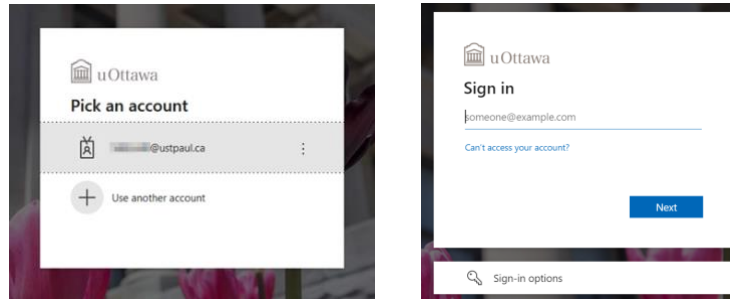 uOttawa
Pick an account
@ustpaul.ca
Use another account
uOttawa
Sign in
someone@example.com
Can't access your account?
Next
Sign-in options